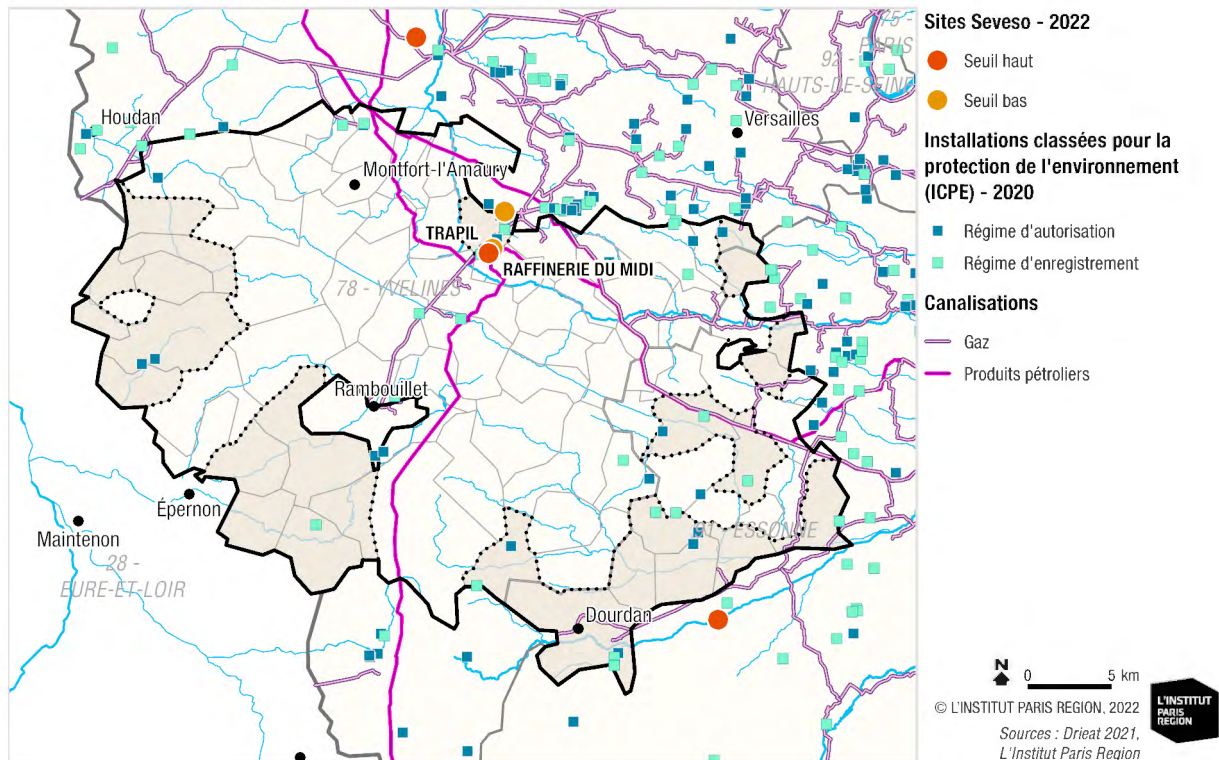 75 -
PARIS
92 -
HAUTS-DE-SEINE
Houdan
Versailles
Montfort-l'Amaury
TRAPIL
RAFFINERIE DU MIDI
78 - YVELINES
Rambouillet
Épernon
Maintenon
28 -
EURE-ET-LOIR
91 - ESSONNE
Dourdan
Sites Seveso - 2022
Seuil haut
Seuil bas
Installations classées pour la
protection de l'environnement
(ICPE) - 2020
Régime d'autorisation
Régime d'enregistrement
Canalisations
Gaz
Produits pétroliers
N
0 5 km
© L'INSTITUT PARIS REGION, 2022
Sources : Drieat 2021,
L'Institut Paris Region
L'INSTITUT
PARIS
REGION